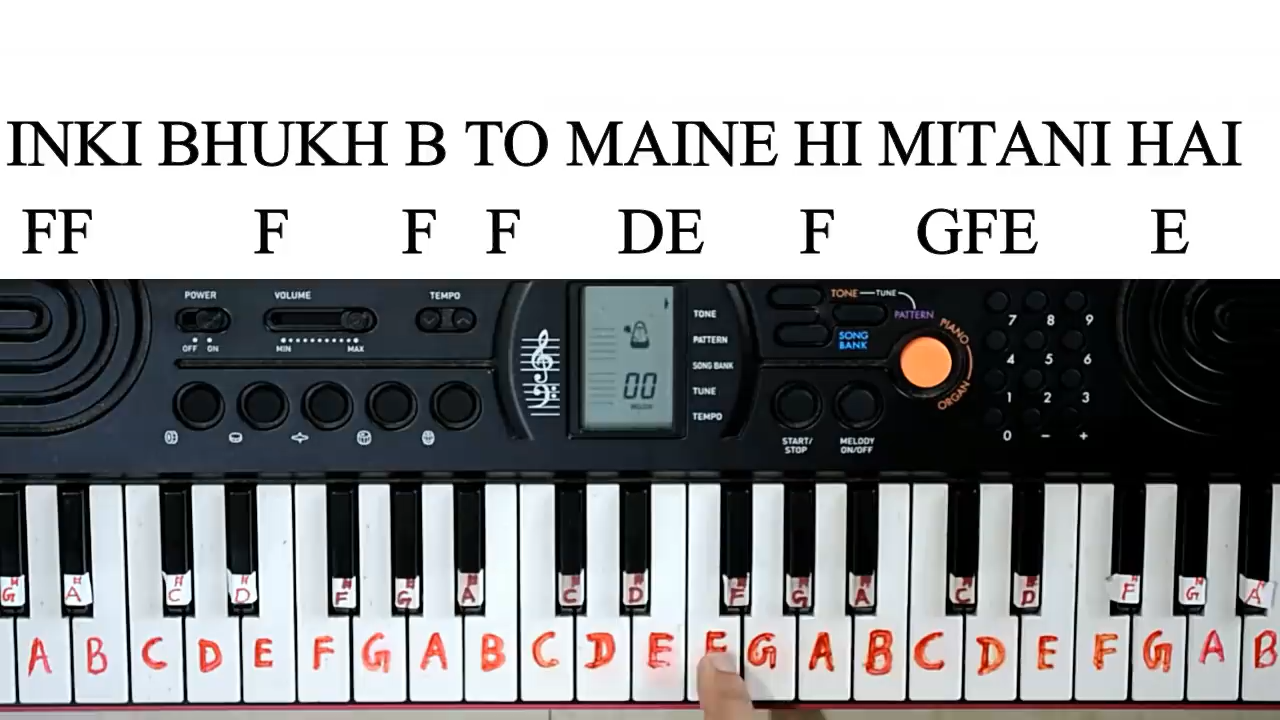 INKI BHUKH B TO MAINE HI MITANI HAI
FF F F F DE F GFE E
POWER VOLUME TEMPO
OFF ON MIN MAX
TONE
PATTERN
SONG BANK
TUNE
TEMPO
00
MELODY
TONE TUNE
PATTERN
SONG BANK
PIANO
ORGAN
START/STOP MELODY ON/OFF
7 8 9
4 5 6
1 2 3
0 - +
G# A# C# D# F# G# A# C# D# F# G# A# C# D# F# G# A#
A B C D E F G A B C D E F G A B C D E F G A B